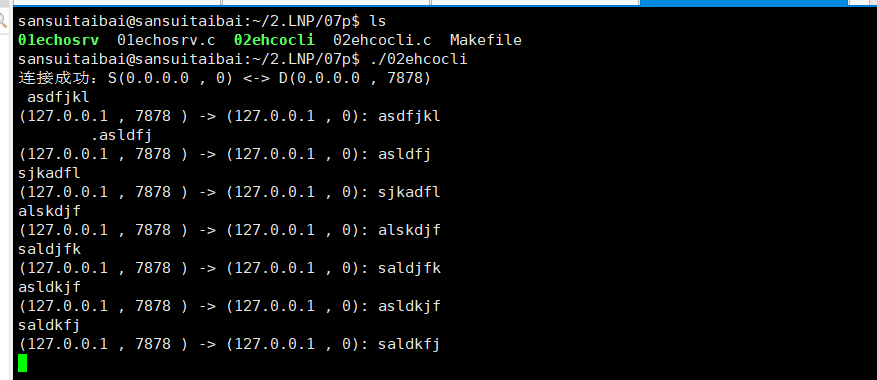 sansuitaibai@sansuitaibai:~/2.LNP/07p$ ls
01echosrv  01echosrv.c  02ehcocli  02ehcocli.c  Makefile
sansuitaibai@sansuitaibai:~/2.LNP/07p$ ./02ehcocli
连接成功：S(0.0.0.0 , 0) <-> D(0.0.0.0 , 7878)
 asdfjkl
(127.0.0.1 , 7878 ) -> (127.0.0.1 , 0): asdfjkl
        .asldfj
(127.0.0.1 , 7878 ) -> (127.0.0.1 , 0): asldfj
sjkadfl
(127.0.0.1 , 7878 ) -> (127.0.0.1 , 0): sjkadfl
alskdjf
(127.0.0.1 , 7878 ) -> (127.0.0.1 , 0): alskdjf
saldjfk
(127.0.0.1 , 7878 ) -> (127.0.0.1 , 0): saldjfk
asldkjf
(127.0.0.1 , 7878 ) -> (127.0.0.1 , 0): asldkjf
saldkfj
(127.0.0.1 , 7878 ) -> (127.0.0.1 , 0): saldkfj